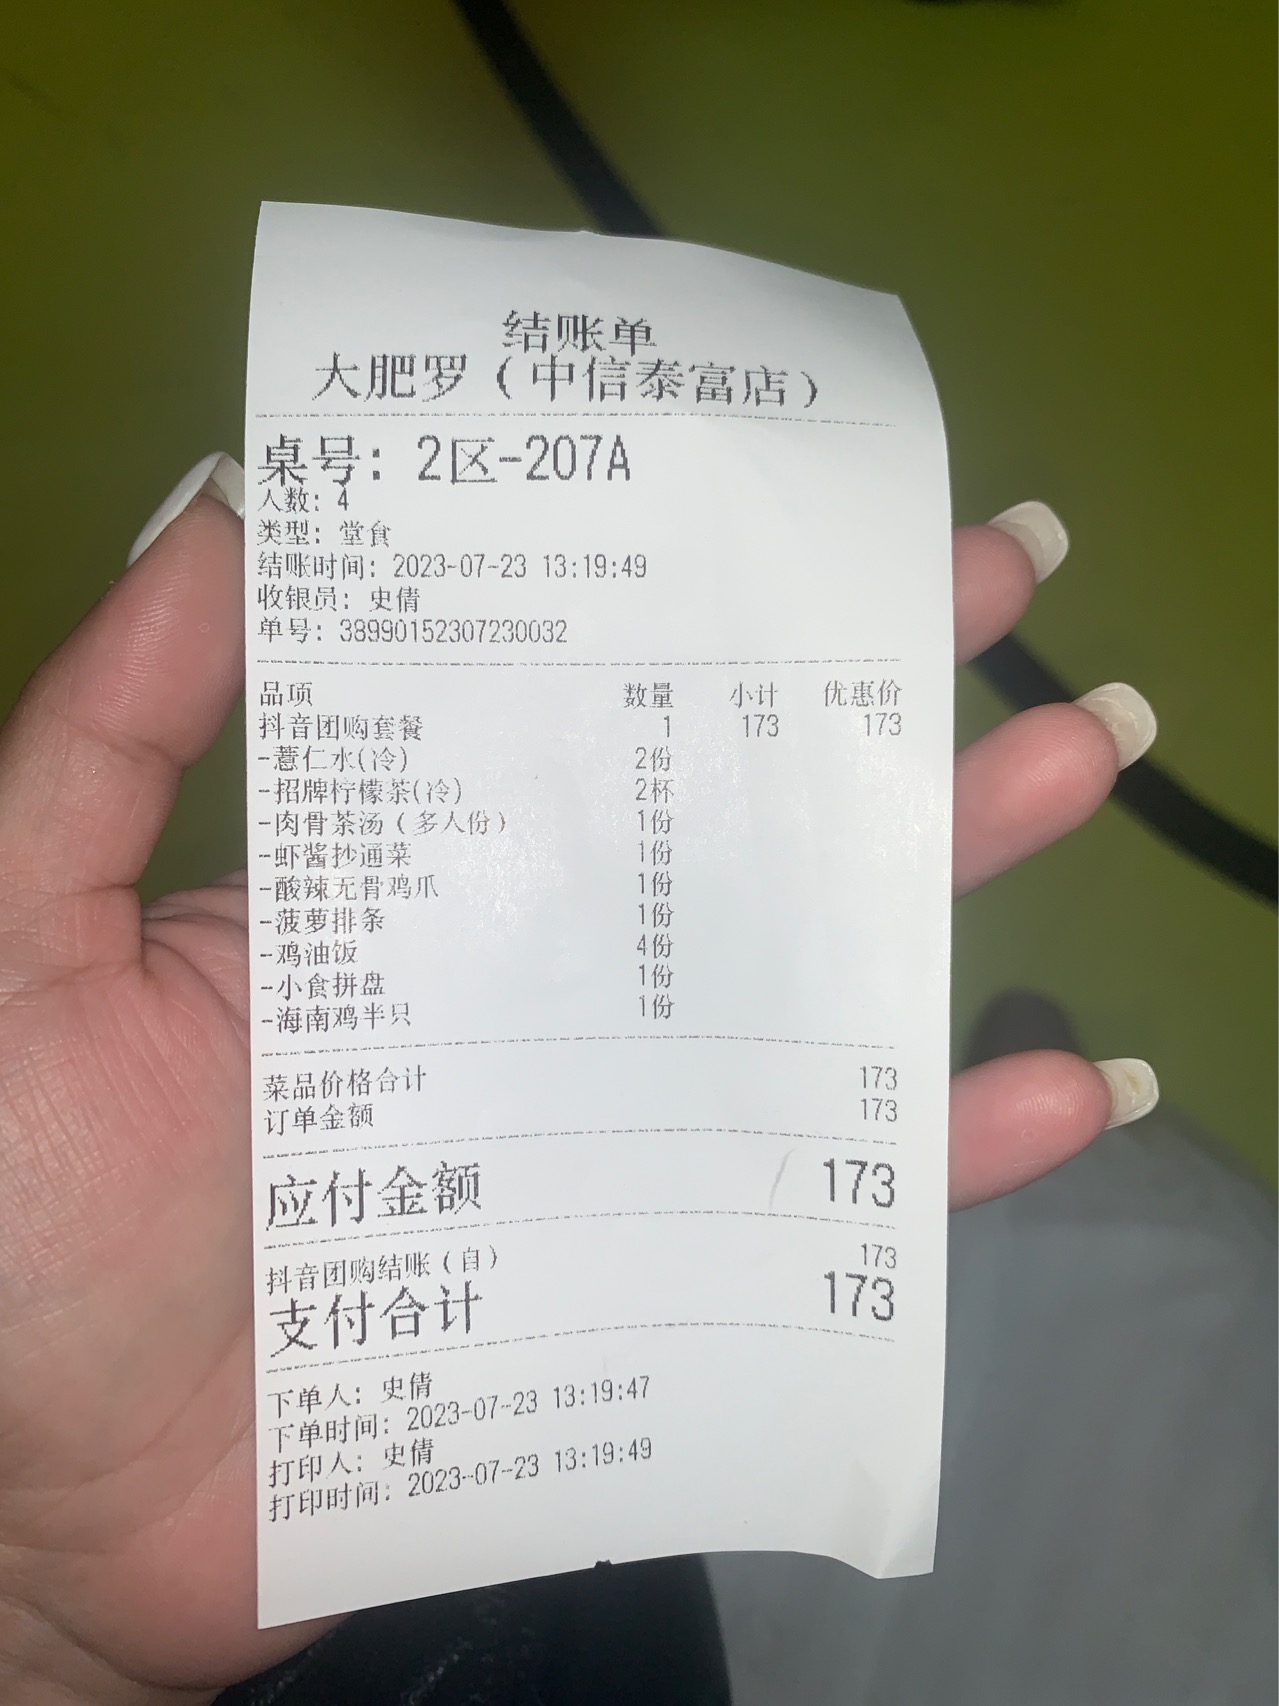 结账单
大肥罗（中信泰富店）
桌号：2区-207A
人数：4
类型：堂食
结账时间：2023-07-23 13:19:49
收银员：史倩
单号：38990152307230032
品项 数量 小计 优惠价
抖音团购套餐 1 173 173
-薏仁水(冷) 2份
-招牌柠檬茶(冷) 2杯
-肉骨茶汤（多人份） 1份
-虾酱抄通菜 1份
-酸辣无骨鸡爪 1份
-菠萝排条 1份
-鸡油饭 4份
-小食拼盘 1份
-海南鸡半只 1份
菜品价格合计 173
订单金额 173
应付金额 173
抖音团购结账（自） 173
支付合计 173
下单人：史倩
下单时间：2023-07-23 13:19:47
打印人：史倩
打印时间：2023-07-23 13:19:49